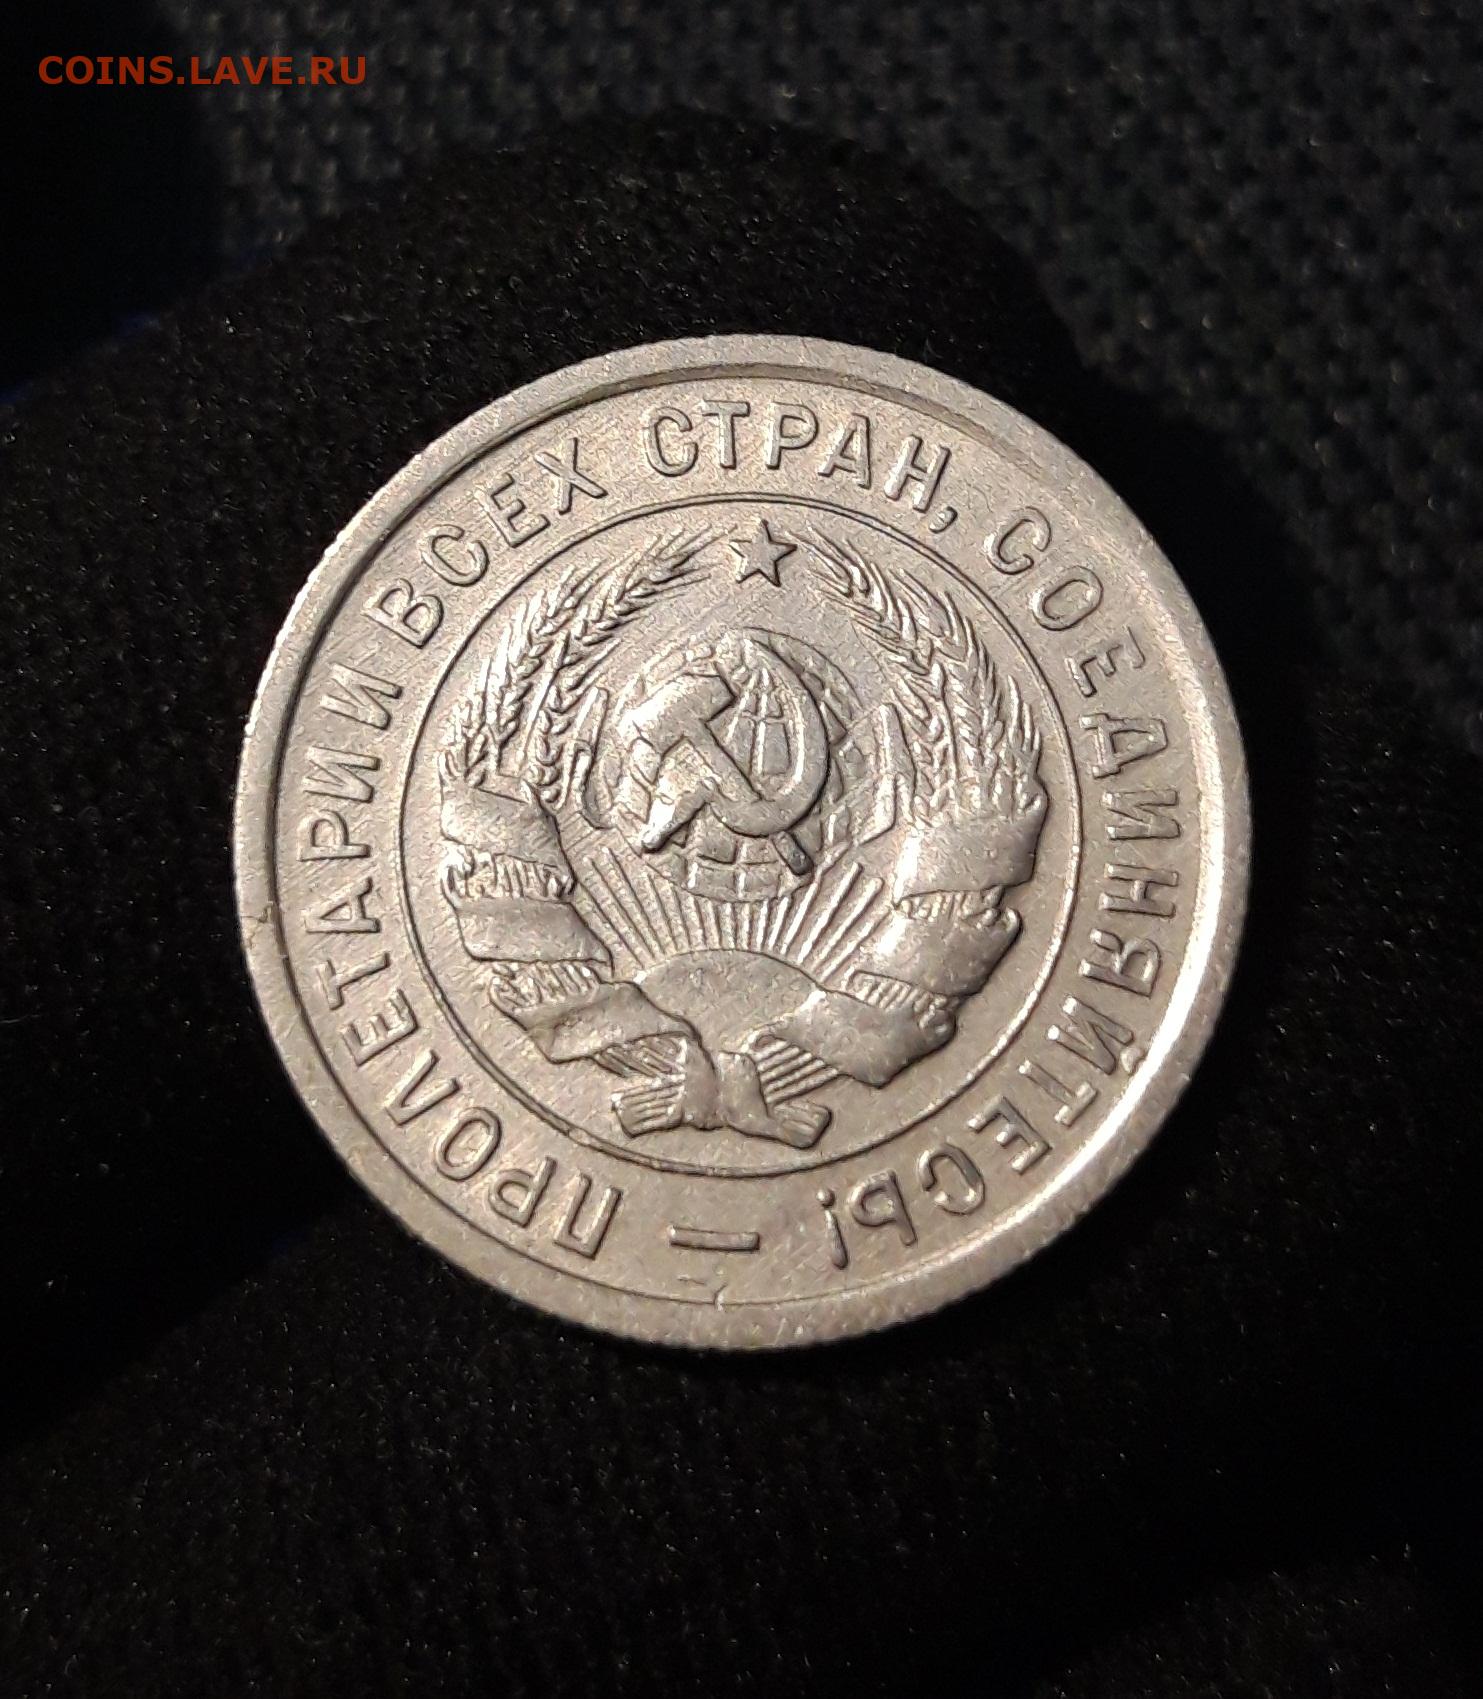 COINS.LAVE.RU
ПРОЛЕТАРИИ ВСЕХ СТРАН, СОЕДИНЯЙТЕСЬ! —